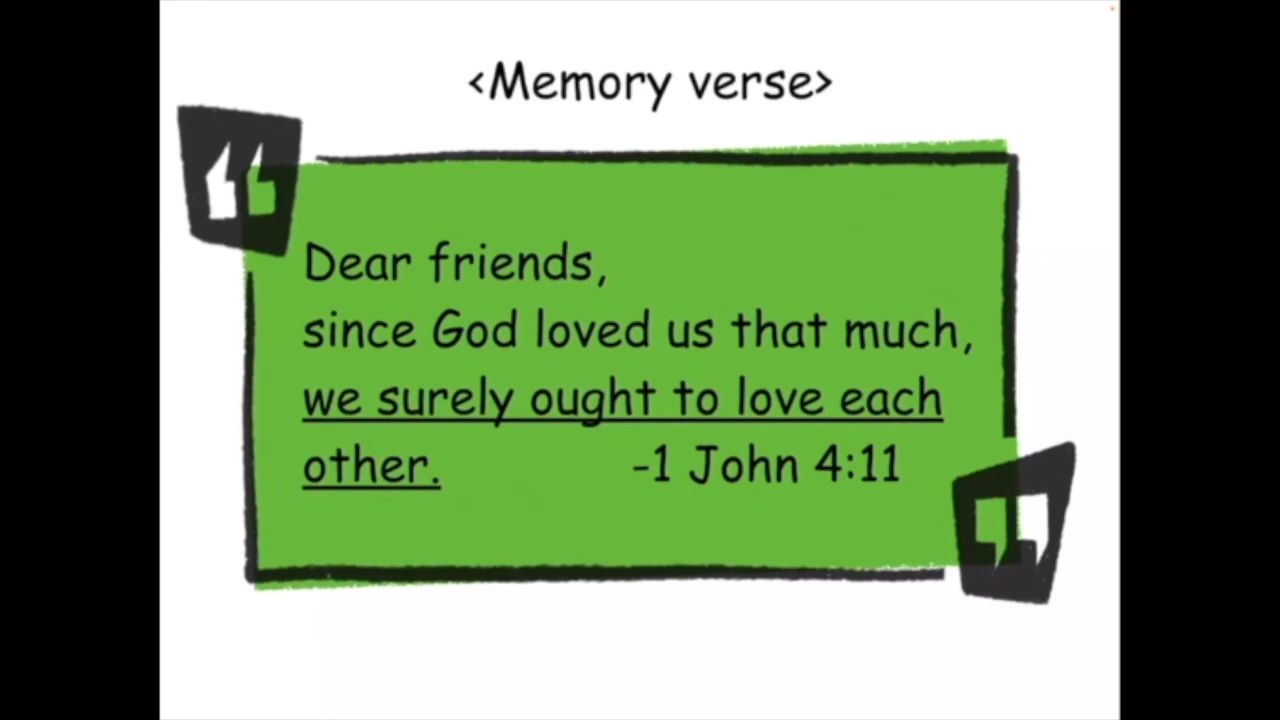 <Memory verse>
Dear friends,
since God loved us that much,
we surely ought to love each
other. -1 John 4:11